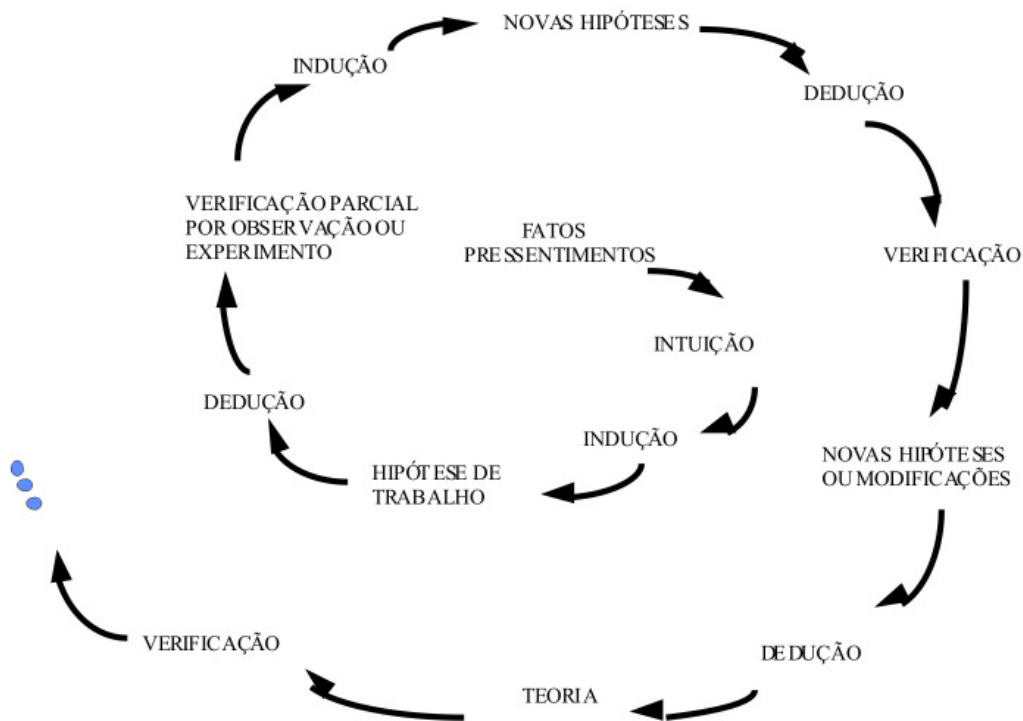 NOVAS HIPÓTESES
INDUÇÃO
DEDUÇÃO
VERIFICAÇÃO PARCIAL
POR OBSERVAÇÃO OU
EXPERIMENTO
FATOS
PRESSENTIMENTOS
VERIFICAÇÃO
INTUIÇÃO
DEDUÇÃO
INDUÇÃO
HIPÓTESE DE
TRABALHO
NOVAS HIPÓTESES
OU MODIFICAÇÕES
VERIFICAÇÃO
DEDUÇÃO
TEORIA